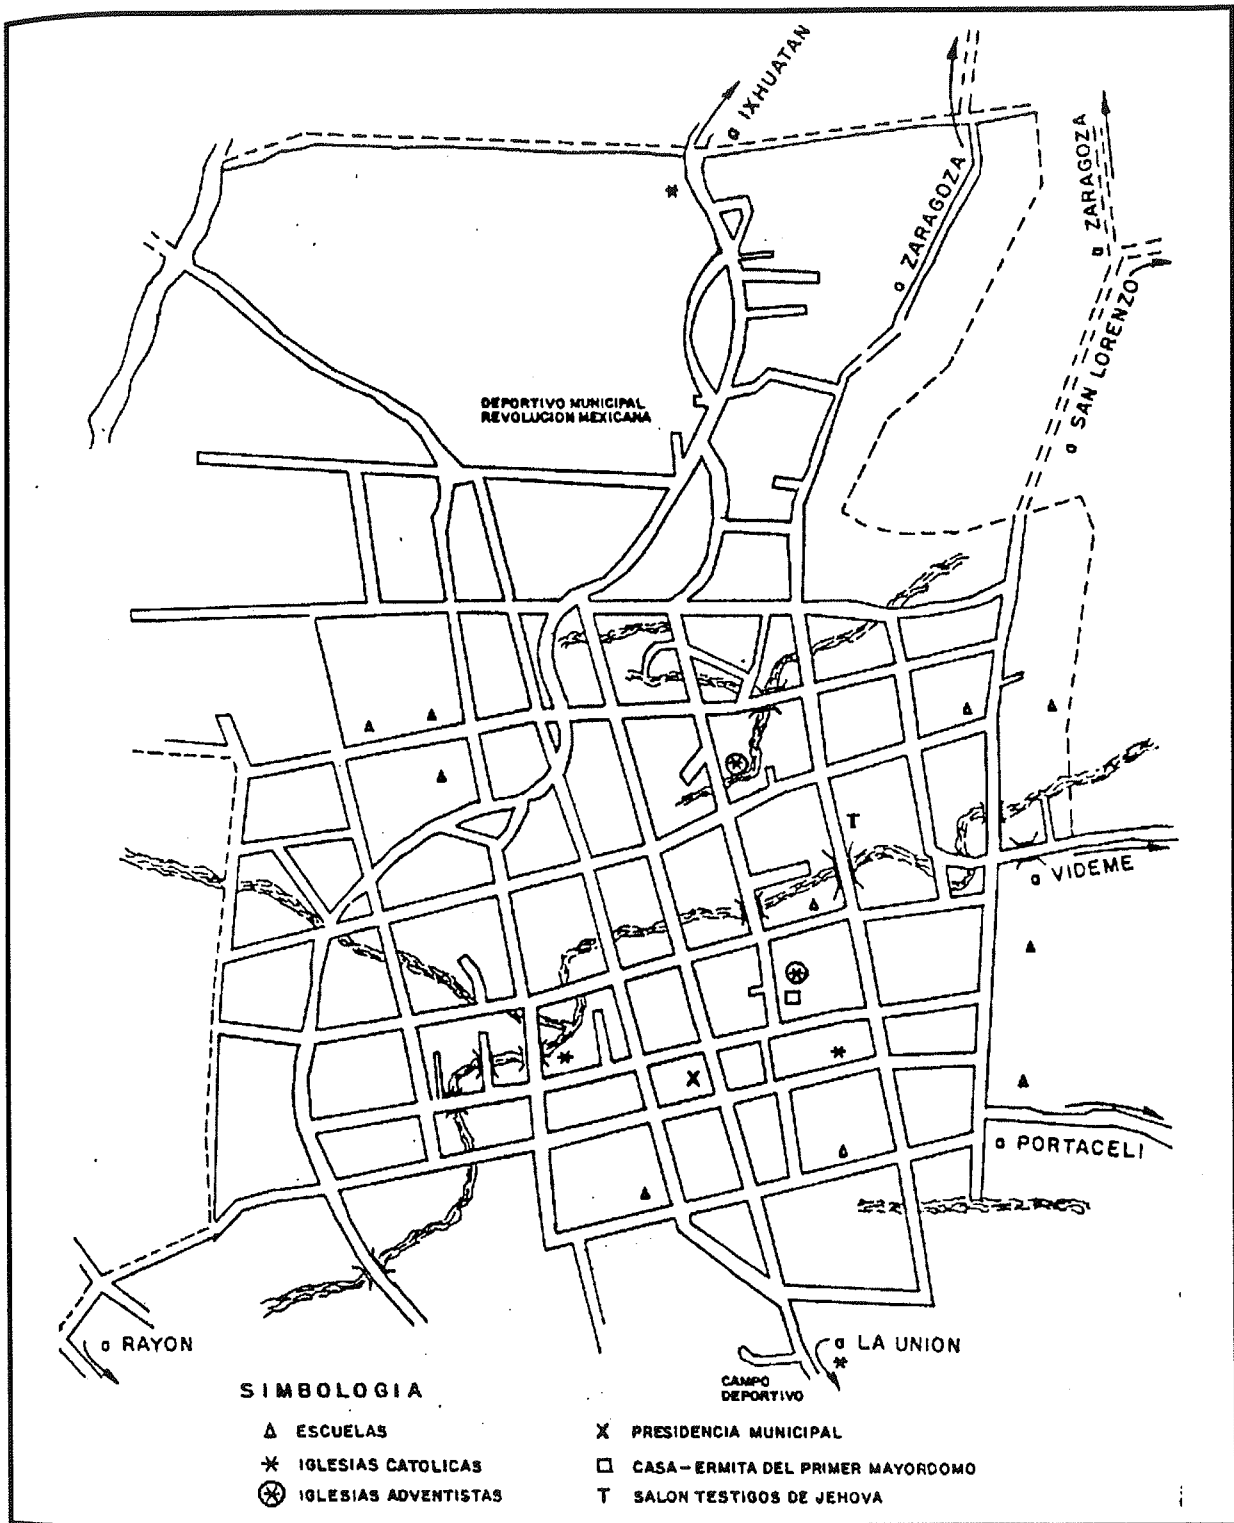 a IXHUATAN
a ZARAGOZA
a ZARAGOZA
a SAN LORENZO
DEPORTIVO MUNICIPAL
REVOLUCION MEXICANA
T
a VIDEME
X
a PORTACELI
a RAYON
a LA UNION
CAMPO
DEPORTIVO
SIMBOLOGIA
ESCUELAS
IGLESIAS CATOLICAS
IGLESIAS ADVENTISTAS
X PRESIDENCIA MUNICIPAL
CASA-ERMITA DEL PRIMER MAYORDOMO
T SALON TESTIGOS DE JEHOVA